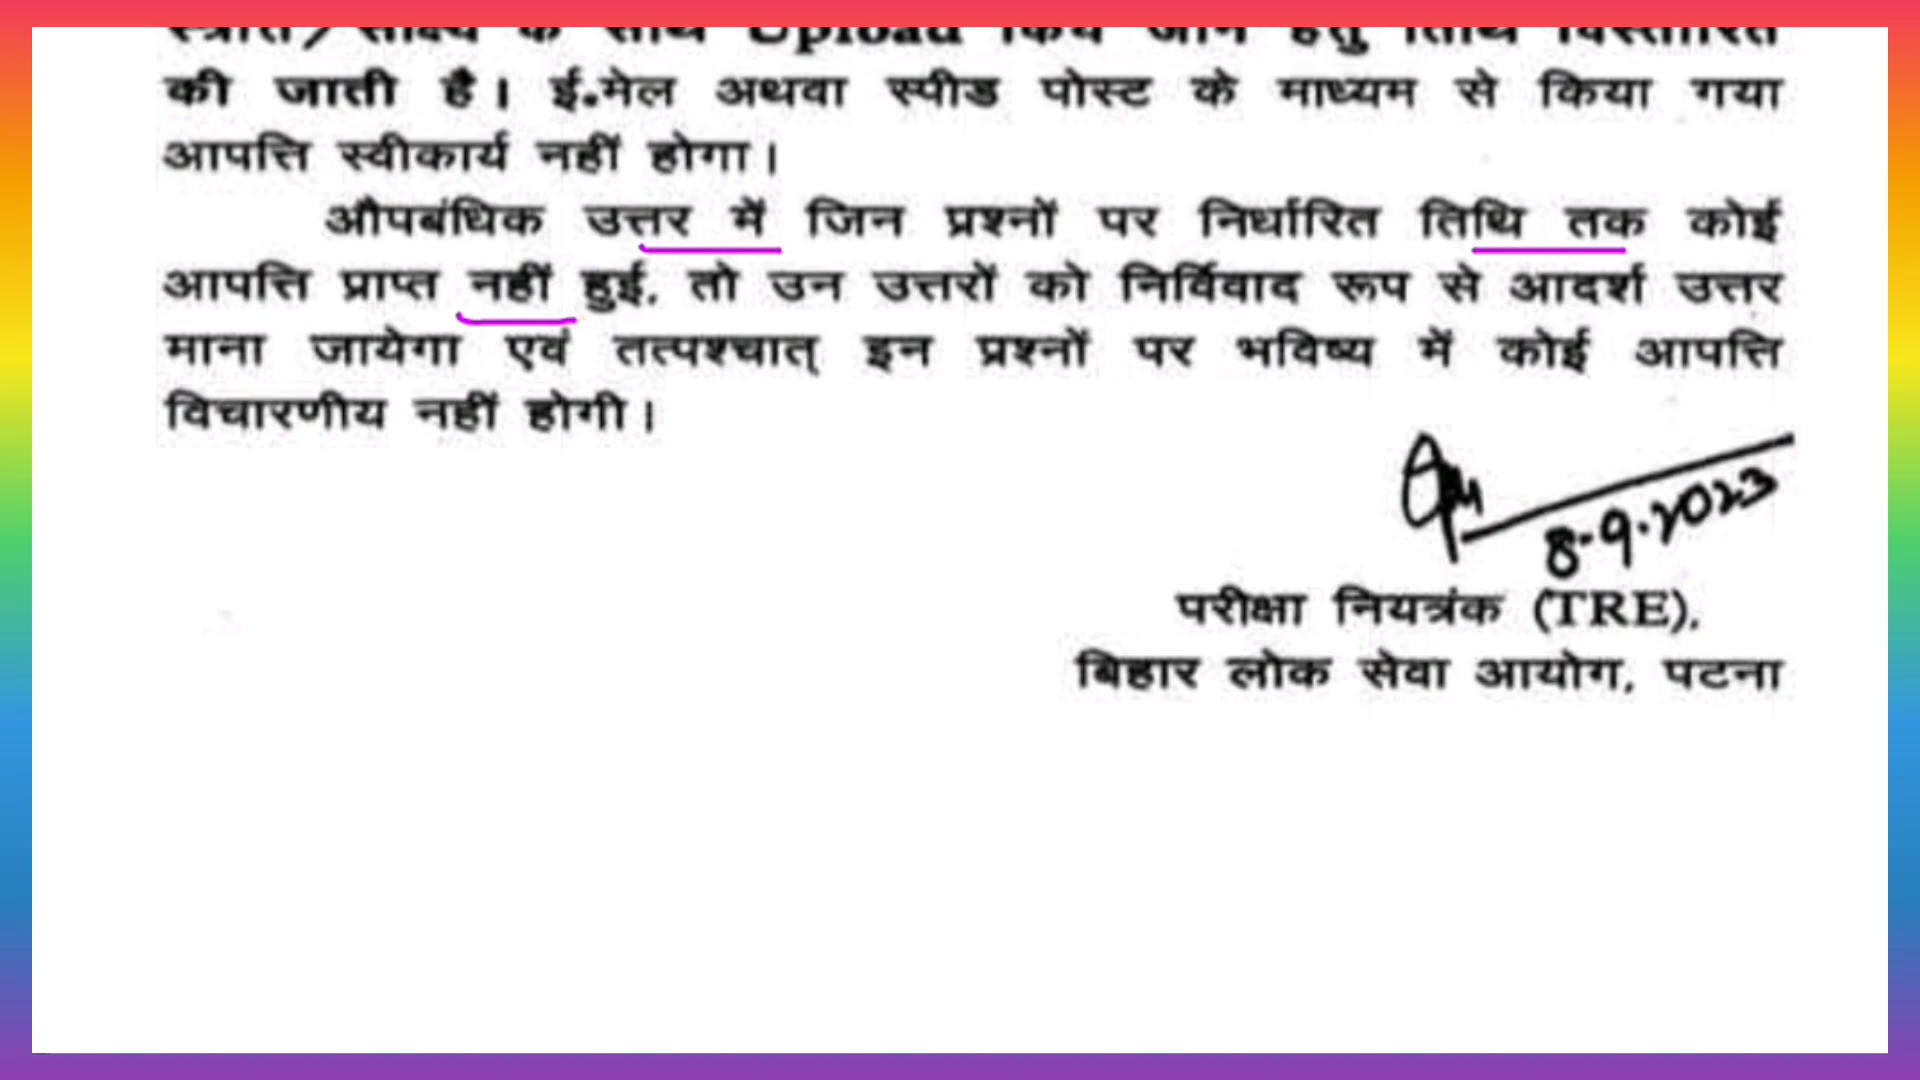 स्त्रोत/साक्ष्य के साथ Upload किये जाने हेतु तिथि विस्तारित
की जाती है। ई.मेल अथवा स्पीड पोस्ट के माध्यम से किया गया
आपत्ति स्वीकार्य नहीं होगा।
औपबंधिक उत्तर में जिन प्रश्नों पर निर्धारित तिथि तक कोई
आपत्ति प्राप्त नहीं हुई, तो उन उत्तरों को निर्विवाद रूप से आदर्श उत्तर
माना जायेगा एवं तत्पश्चात् इन प्रश्नों पर भविष्य में कोई आपत्ति
विचारणीय नहीं होगी।
8.9.2023
परीक्षा नियत्रंक (TRE),
बिहार लोक सेवा आयोग, पटना